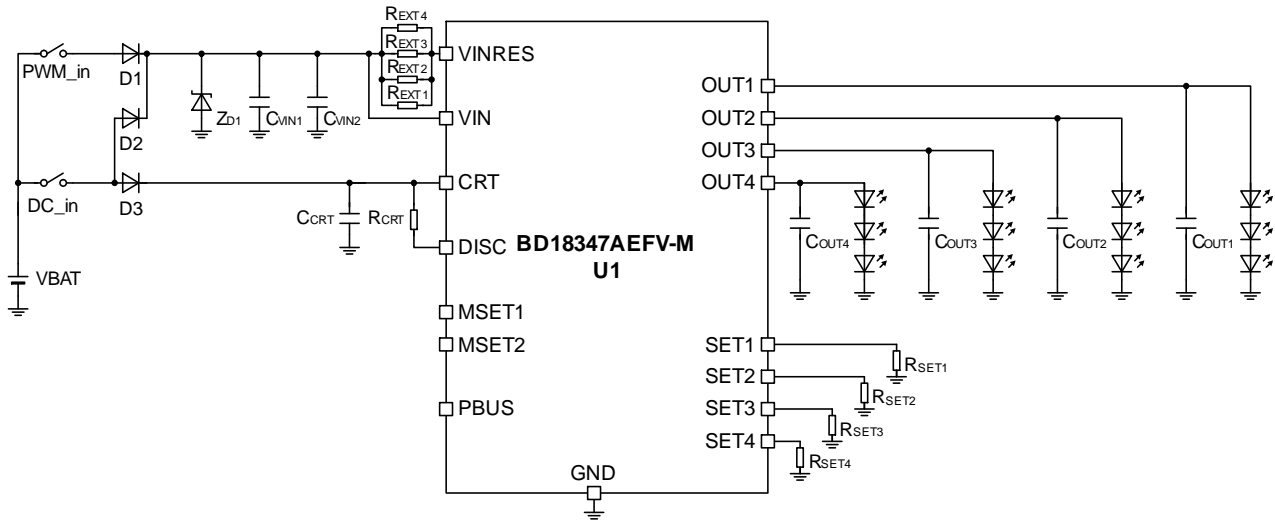 REXT4
REXT3
REXT2
REXT1
PWM_in
D1
D2
ZD1
CVIN1
CVIN2
DC_in
D3
CCRT
RCRT
VBAT
VINRES
VIN
CRT
DISC
MSET1
MSET2
PBUS
BD18347AEFV-M
U1
GND
OUT1
OUT2
OUT3
OUT4
SET1
SET2
SET3
SET4
COUT4
COUT3
COUT2
COUT1
RSET1
RSET2
RSET3
RSET4